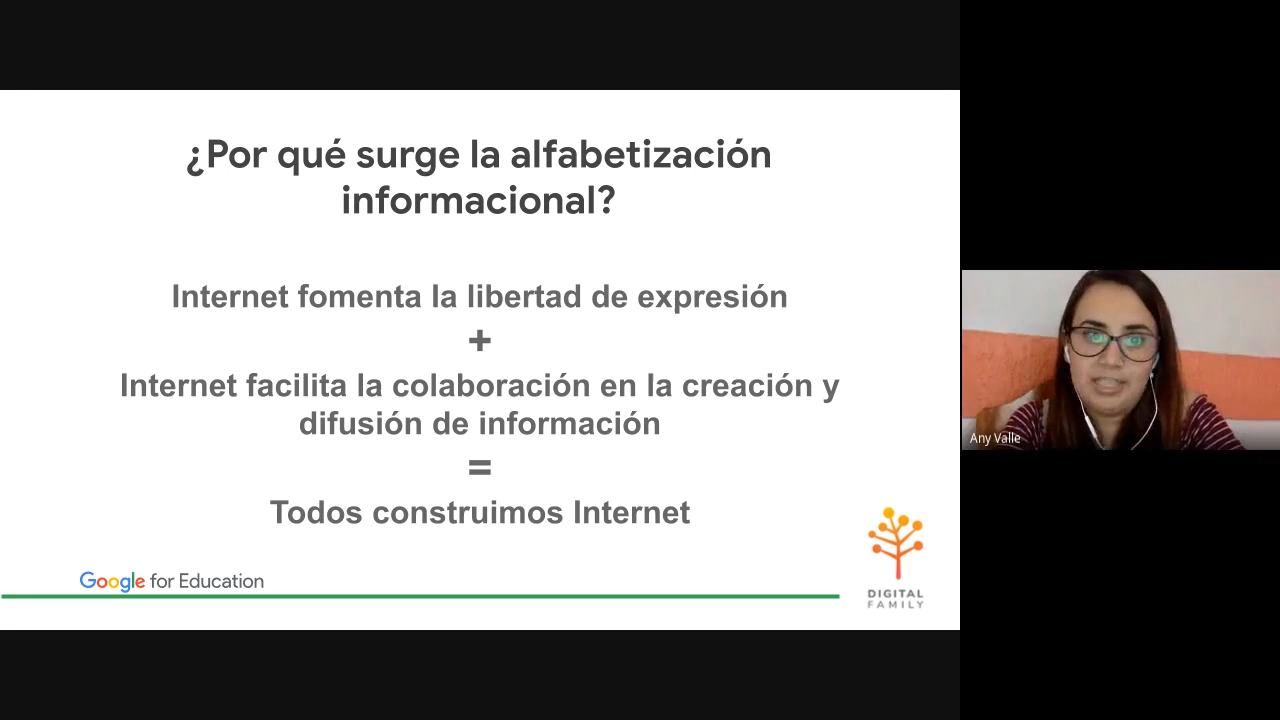 ¿Por qué surge la alfabetización
informacional?
Internet fomenta la libertad de expresión
+
Internet facilita la colaboración en la creación y
difusión de información
=
Todos construimos Internet
Google for Education
DIGITAL
FAMILY
Any Valle